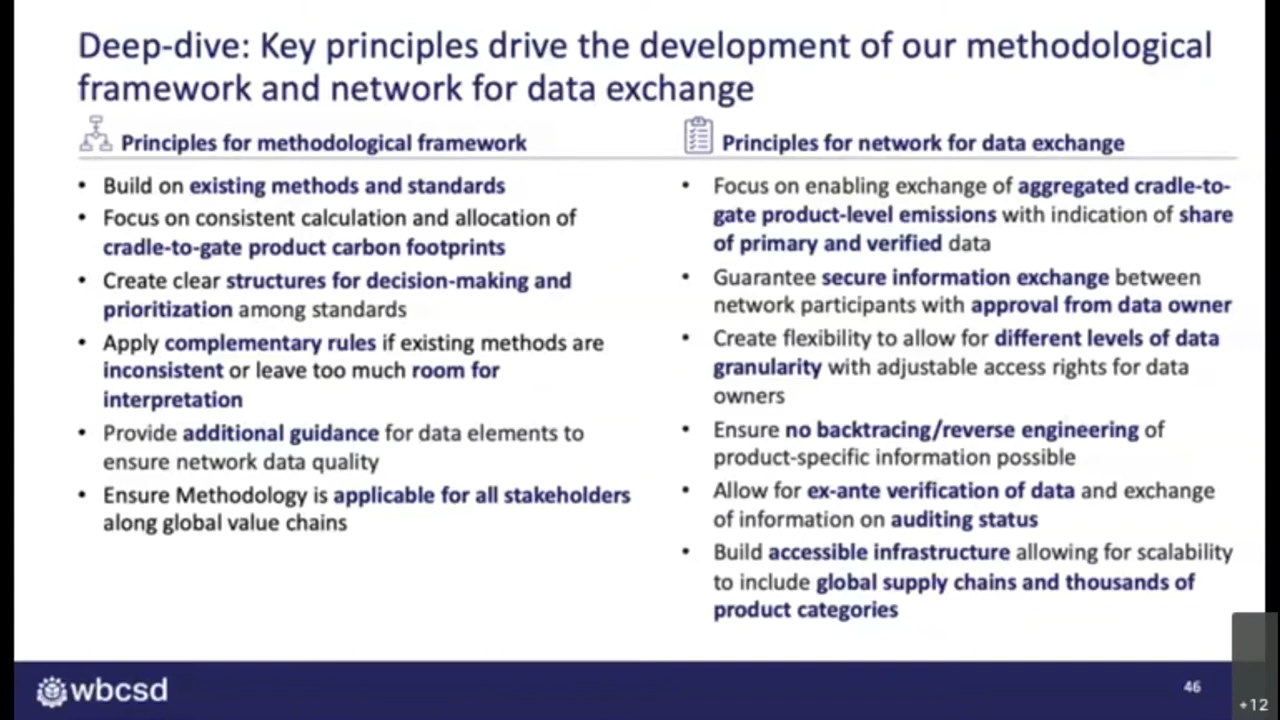 Deep-dive: Key principles drive the development of our methodological
framework and network for data exchange
Principles for methodological framework
• Build on existing methods and standards
• Focus on consistent calculation and allocation of
cradle-to-gate product carbon footprints
• Create clear structures for decision-making and
prioritization among standards
• Apply complementary rules if existing methods are
inconsistent or leave too much room for
interpretation
• Provide additional guidance for data elements to
ensure network data quality
• Ensure Methodology is applicable for all stakeholders
along global value chains
Principles for network for data exchange
• Focus on enabling exchange of aggregated cradle-to-
gate product-level emissions with indication of share
of primary and verified data
• Guarantee secure information exchange between
network participants with approval from data owner
• Create flexibility to allow for different levels of data
granularity with adjustable access rights for data
owners
• Ensure no backtracing/reverse engineering of
product-specific information possible
• Allow for ex-ante verification of data and exchange
of information on auditing status
• Build accessible infrastructure allowing for scalability
to include global supply chains and thousands of
product categories
wbcsd
46
+12